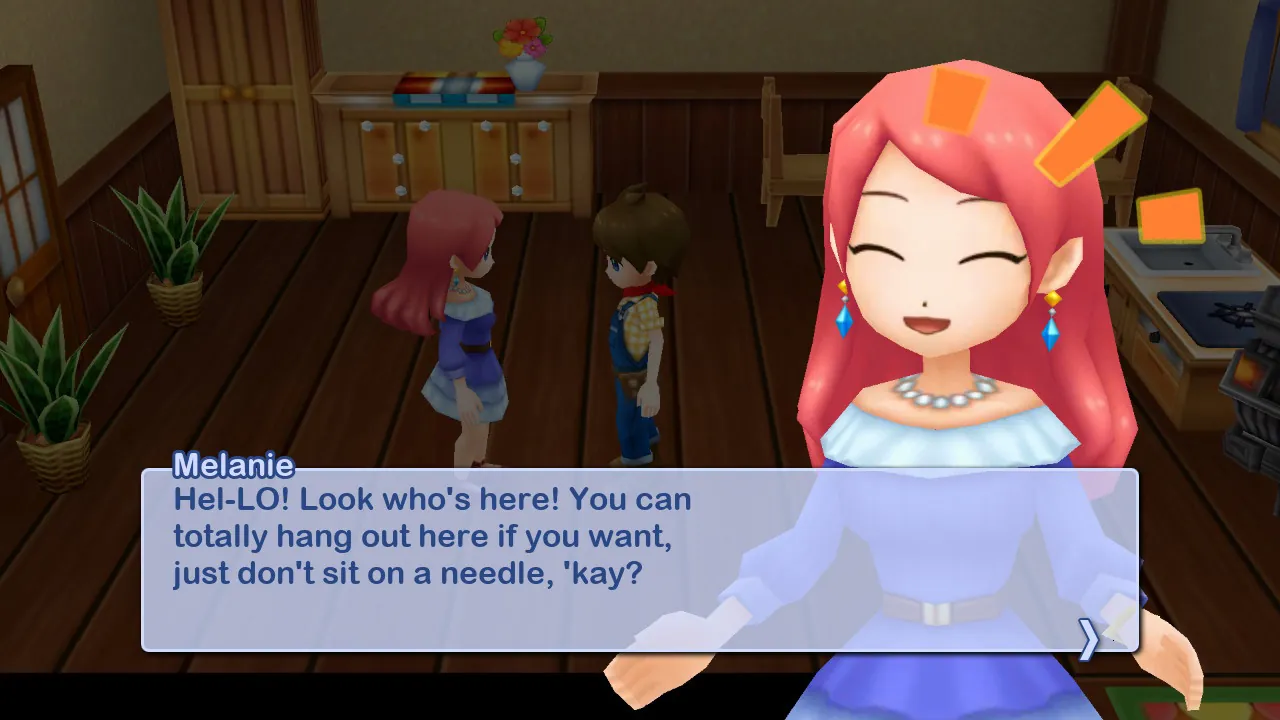 Melanie
Hel-LO! Look who's here! You can
totally hang out here if you want,
just don't sit on a needle, 'kay?